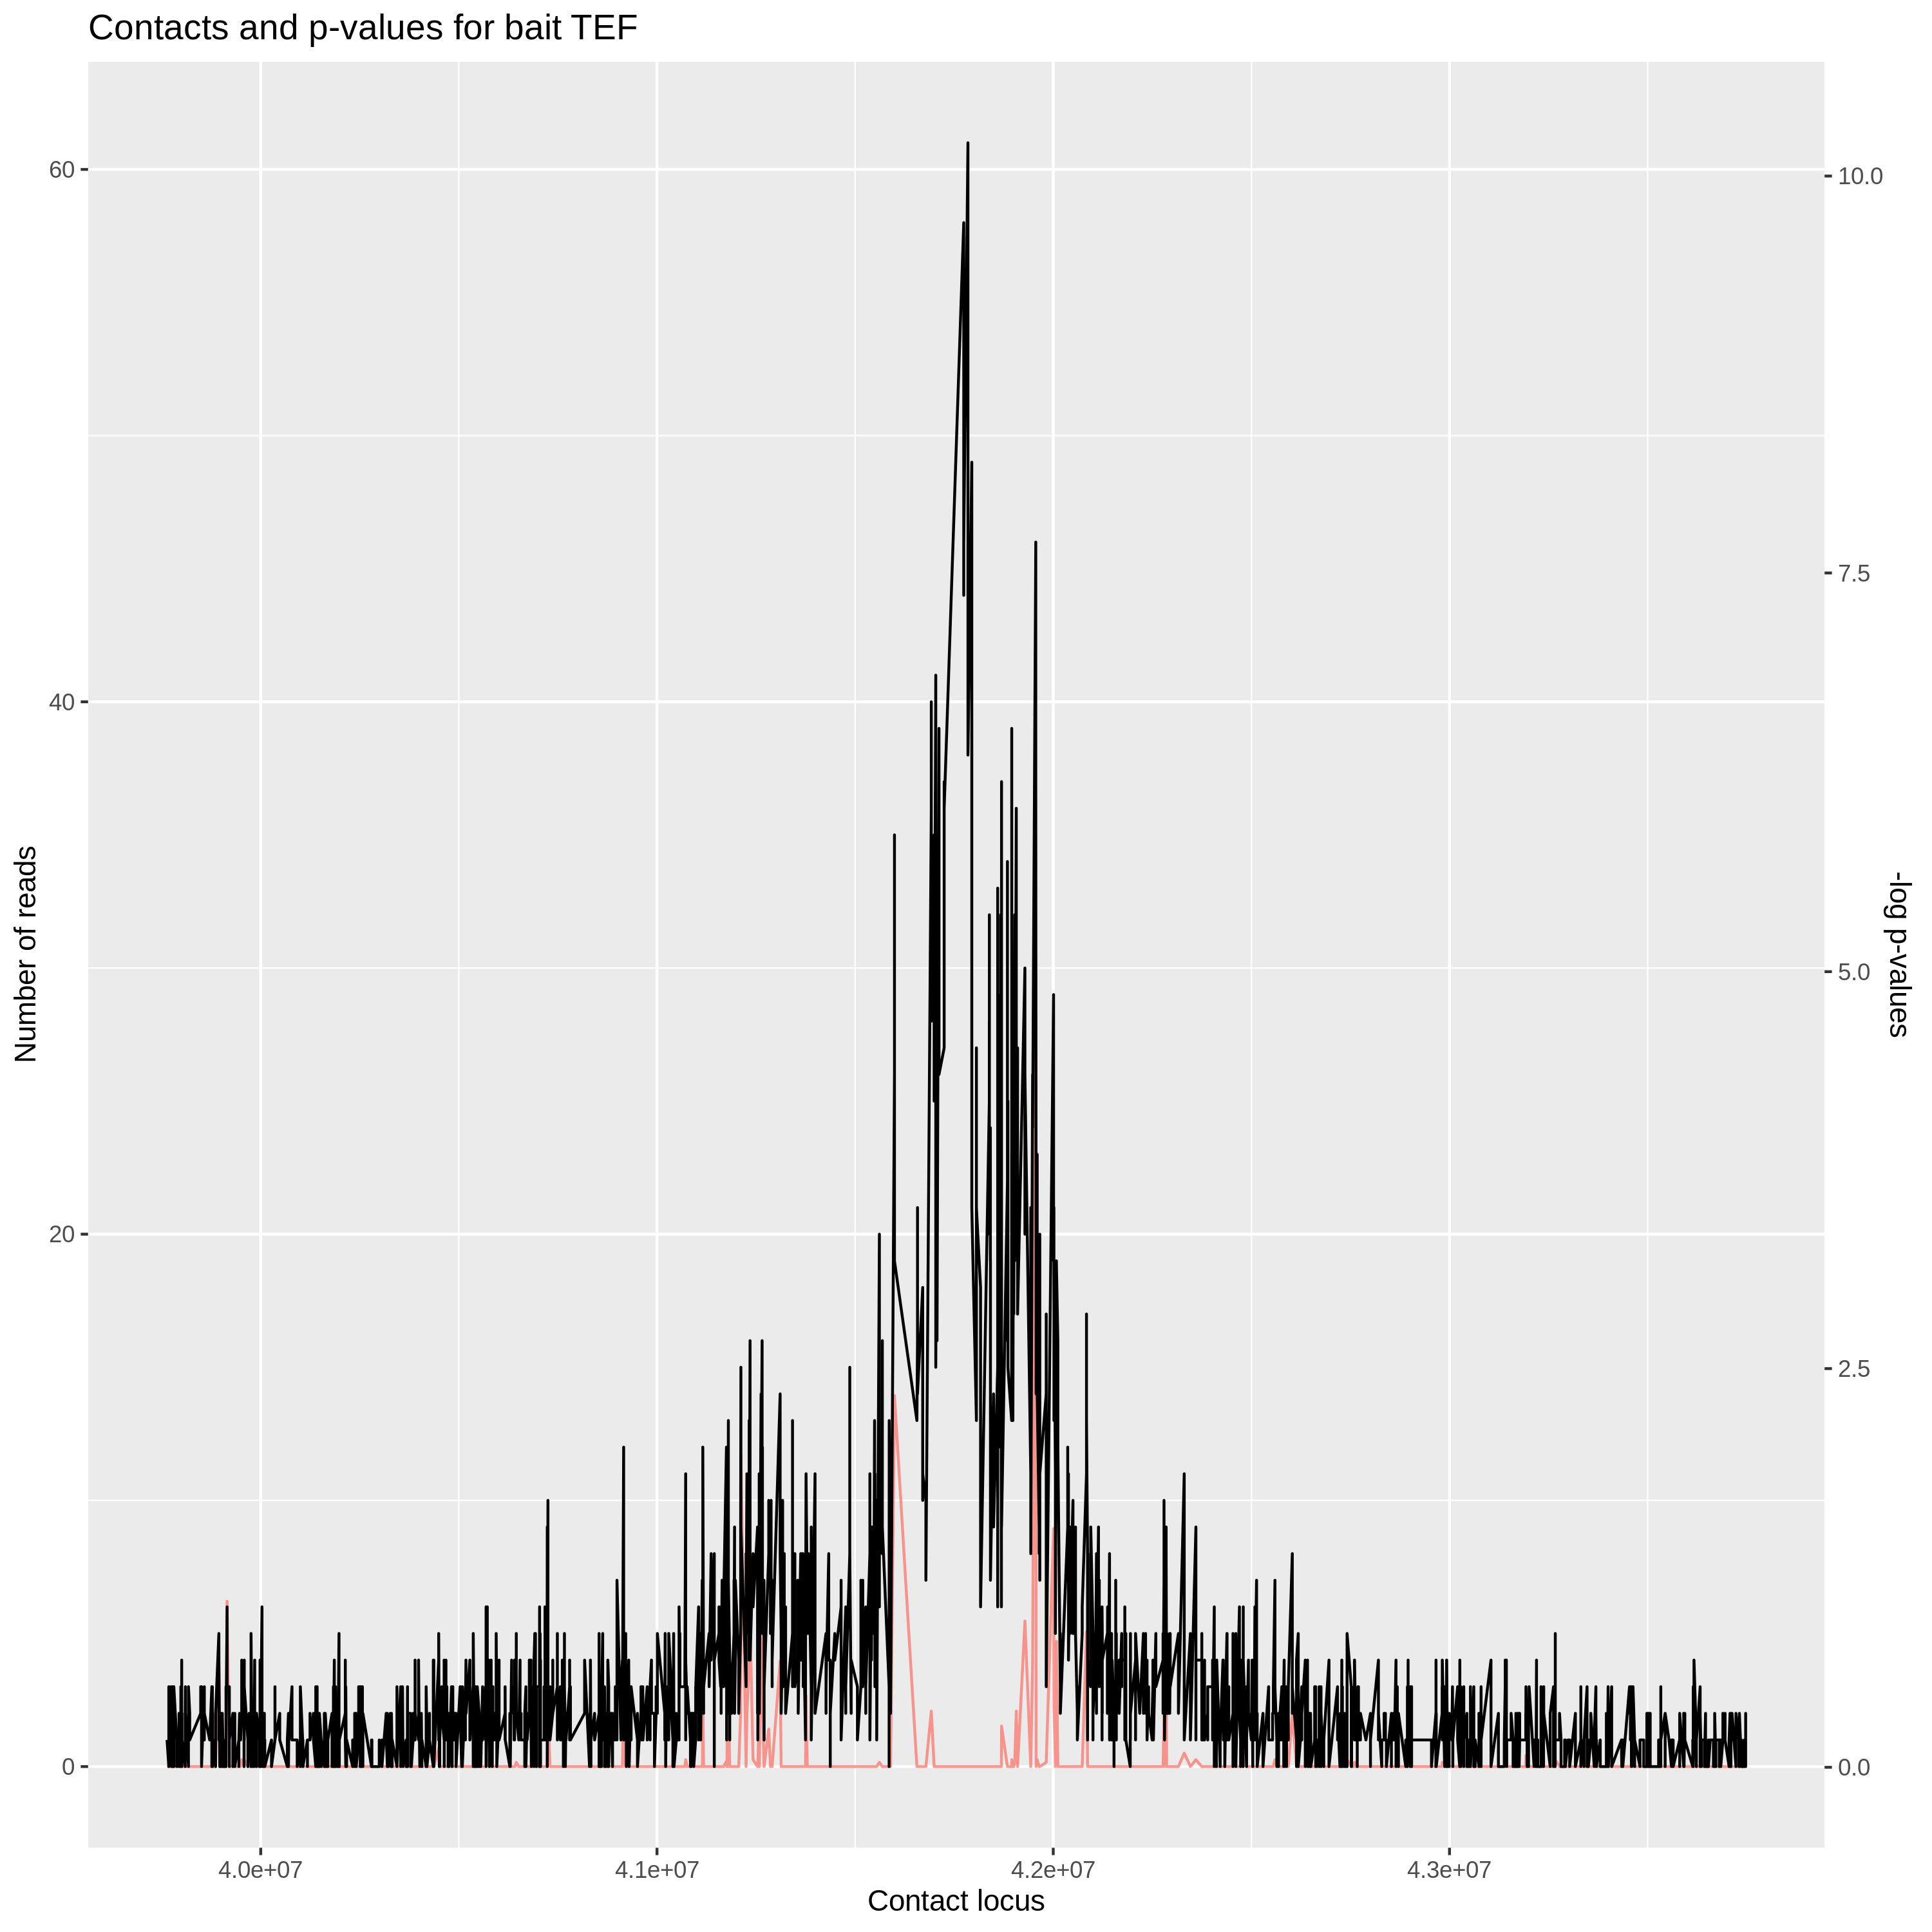 Contacts and p-values for bait TEF
60
40
20
0
Number of reads
10.0
7.5
5.0
2.5
0.0
-log p-values
4.0e+07
4.1e+07
4.2e+07
4.3e+07
Contact locus